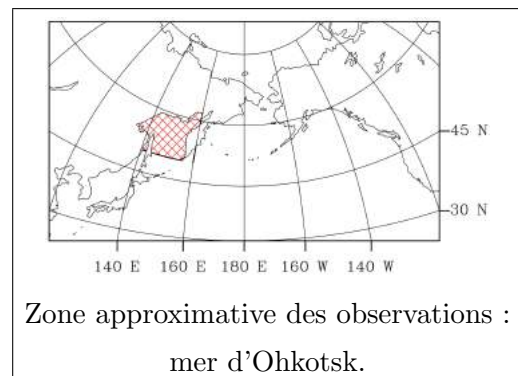 45 N
30 N
140 E 160 E 180 E 160 W 140 W
Zone approximative des observations :
mer d'Ohkotsk.